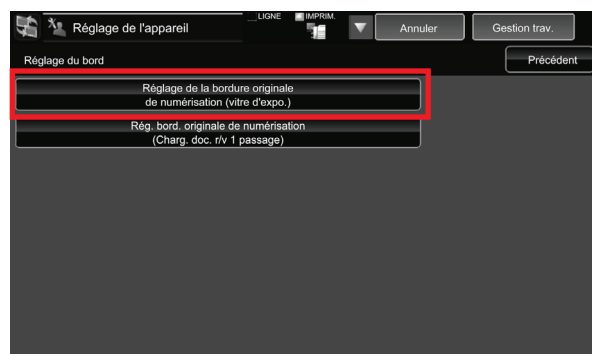 Réglage de l'appareil
LIGNE
IMPRIM.
Annuler
Gestion trav.
Réglage du bord
Précédent
Réglage de la bordure originale
de numérisation (vitre d'expo.)
Rég. bord. originale de numérisation
(Charg. doc. r/v 1 passage)